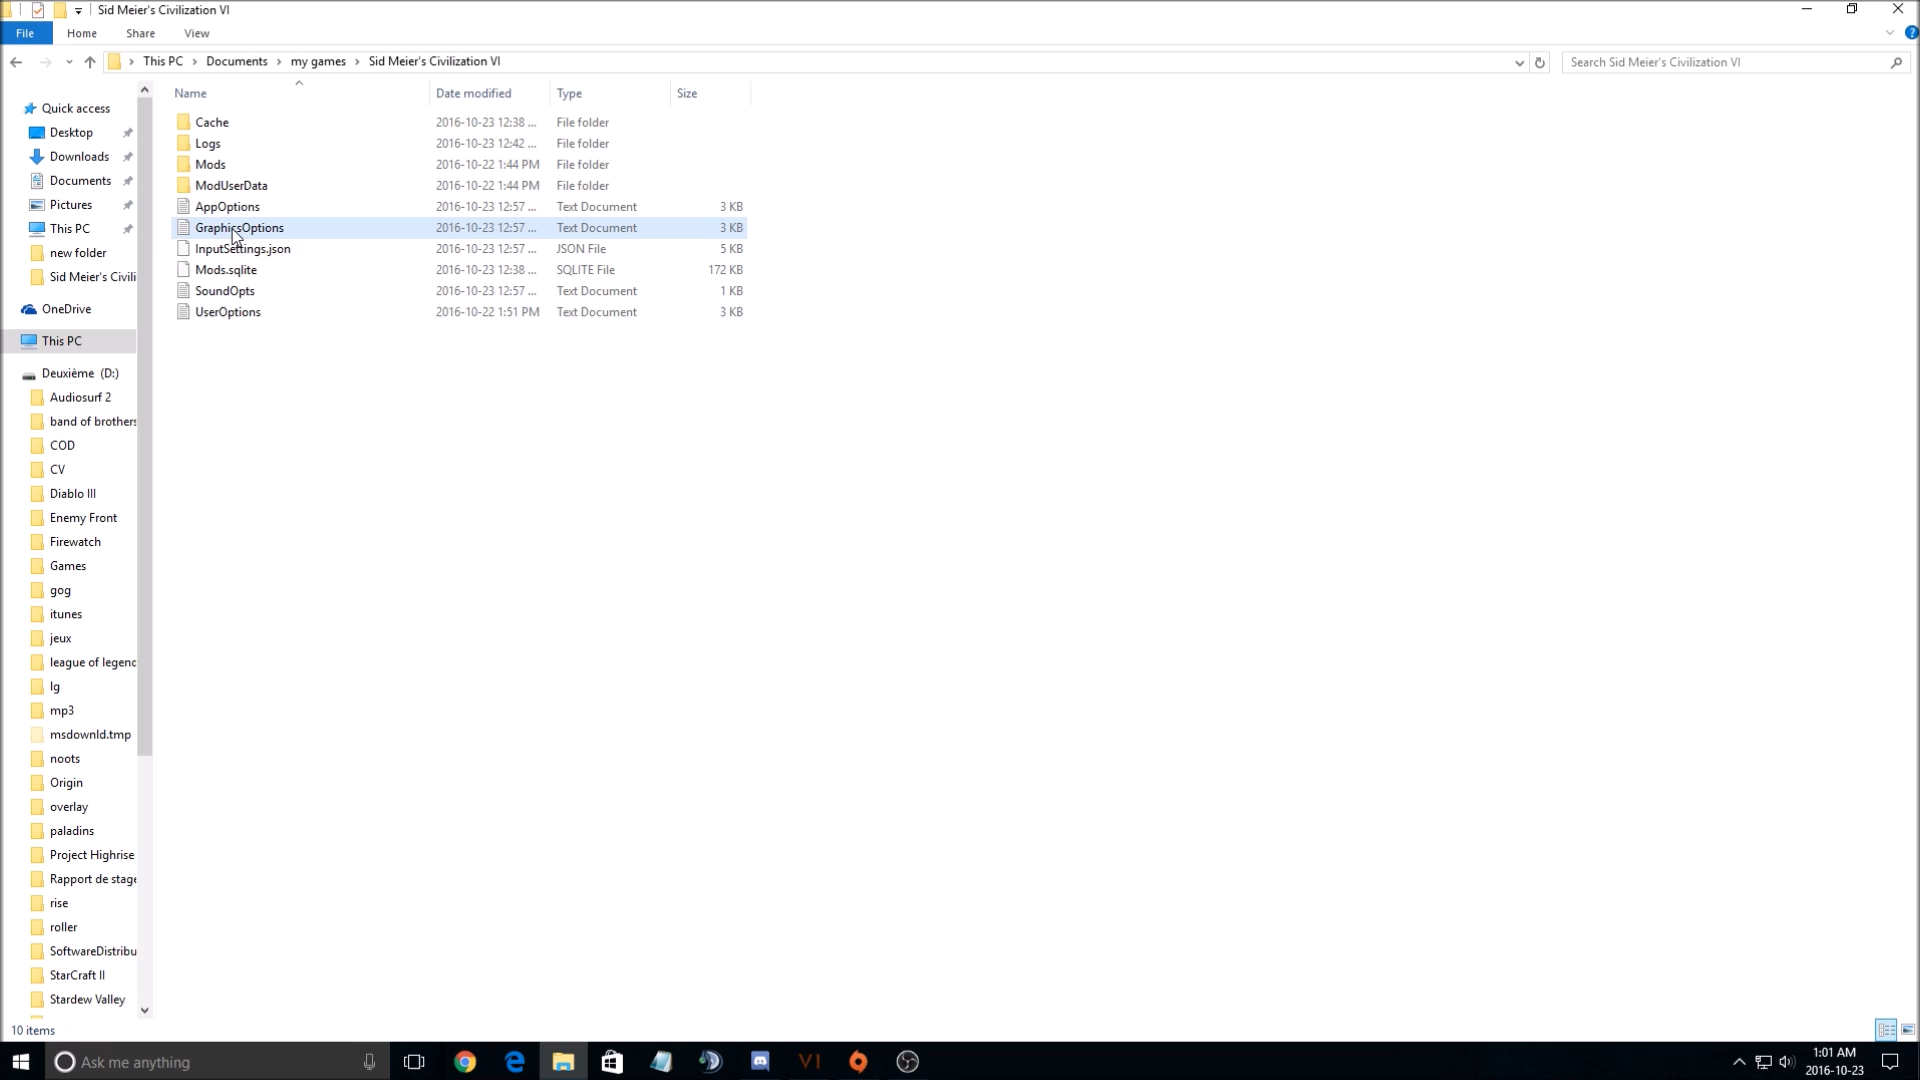 Sid Meier's Civilization VI
File Home Share View
This PC Documents my games Sid Meier's Civilization VI
Search Sid Meier's Civilization VI
Name Date modified Type Size
Cache 2016-10-23 12:38 ... File folder
Logs 2016-10-23 12:42 ... File folder
Mods 2016-10-22 1:44 PM File folder
ModUserData 2016-10-22 1:44 PM File folder
AppOptions 2016-10-23 12:57 ... Text Document 3 KB
GraphicsOptions 2016-10-23 12:57 ... Text Document 3 KB
InputSettings.json 2016-10-23 12:57 ... JSON File 5 KB
Mods.sqlite 2016-10-23 12:38 ... SQLITE File 172 KB
SoundOpts 2016-10-23 12:57 ... Text Document 1 KB
UserOptions 2016-10-22 1:51 PM Text Document 3 KB
Quick access
Desktop
Downloads
Documents
Pictures
This PC
new folder
Sid Meier's Civili
OneDrive
This PC
Deuxième (D:)
Audiosurf 2
band of brothers
COD
CV
Diablo III
Enemy Front
Firewatch
Games
gog
itunes
jeux
league of legend
lg
mp3
msdownld.tmp
noots
Origin
overlay
paladins
Project Highrise
Rapport de stage
rise
roller
SoftwareDistribu
StarCraft II
Stardew Valley
10 items
Ask me anything
VI
1:01 AM
2016-10-23